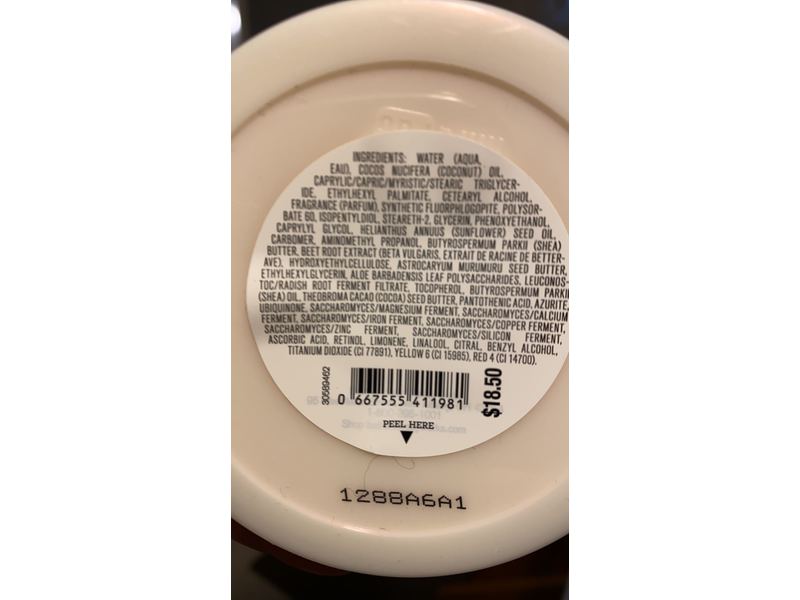 INGREDIENTS: WATER (AQUA,
EAU), COCOS NUCIFERA (COCONUT) OIL,
CAPRYLIC/CAPRIC/MYRISTIC/STEARIC TRIGLYCER-
IDE, ETHYLHEXYL PALMITATE, CETEARYL ALCOHOL,
FRAGRANCE (PARFUM), SYNTHETIC FLUORPHLOGOPITE, POLYSOR-
BATE 60, ISOPENTYLDIOL, STEARETH-2, GLYCERIN, PHENOXYETHANOL,
CAPRYLYL GLYCOL, HELIANTHUS ANNUUS (SUNFLOWER) SEED OIL,
CARBOMER, AMINOMETHYL PROPANOL, BUTYROSPERMUM PARKII (SHEA)
BUTTER, BEET ROOT EXTRACT (BETA VULGARIS, EXTRAIT DE RACINE DE BETTER-
AVE), HYDROXYETHYLCELLULOSE, ASTROCARYUM MURUMURU SEED BUTTER,
ETHYLHEXYLGLYCERIN, ALOE BARBADENSIS LEAF POLYSACCHARIDES, LEUCONOS-
TOC/RADISH ROOT FERMENT FILTRATE, TOCOPHEROL, BUTYROSPERMUM PARKII
(SHEA) OIL, THEOBROMA CACAO (COCOA) SEED BUTTER, PANTOTHENIC ACID, AZURITE,
UBIQUINONE, SACCHAROMYCES/MAGNESIUM FERMENT, SACCHAROMYCES/CALCIUM
FERMENT, SACCHAROMYCES/IRON FERMENT, SACCHAROMYCES/COPPER FERMENT,
SACCHAROMYCES/ZINC FERMENT, SACCHAROMYCES/SILICON FERMENT,
ASCORBIC ACID, RETINOL, LIMONENE, LINALOOL, CITRAL, BENZYL ALCOHOL,
TITANIUM DIOXIDE (CI 77891), YELLOW 6 (CI 15985), RED 4 (CI 14700).
30589462
0 667555 411981
$18.50
1-800-395-1001
PEEL HERE
1288A6A1